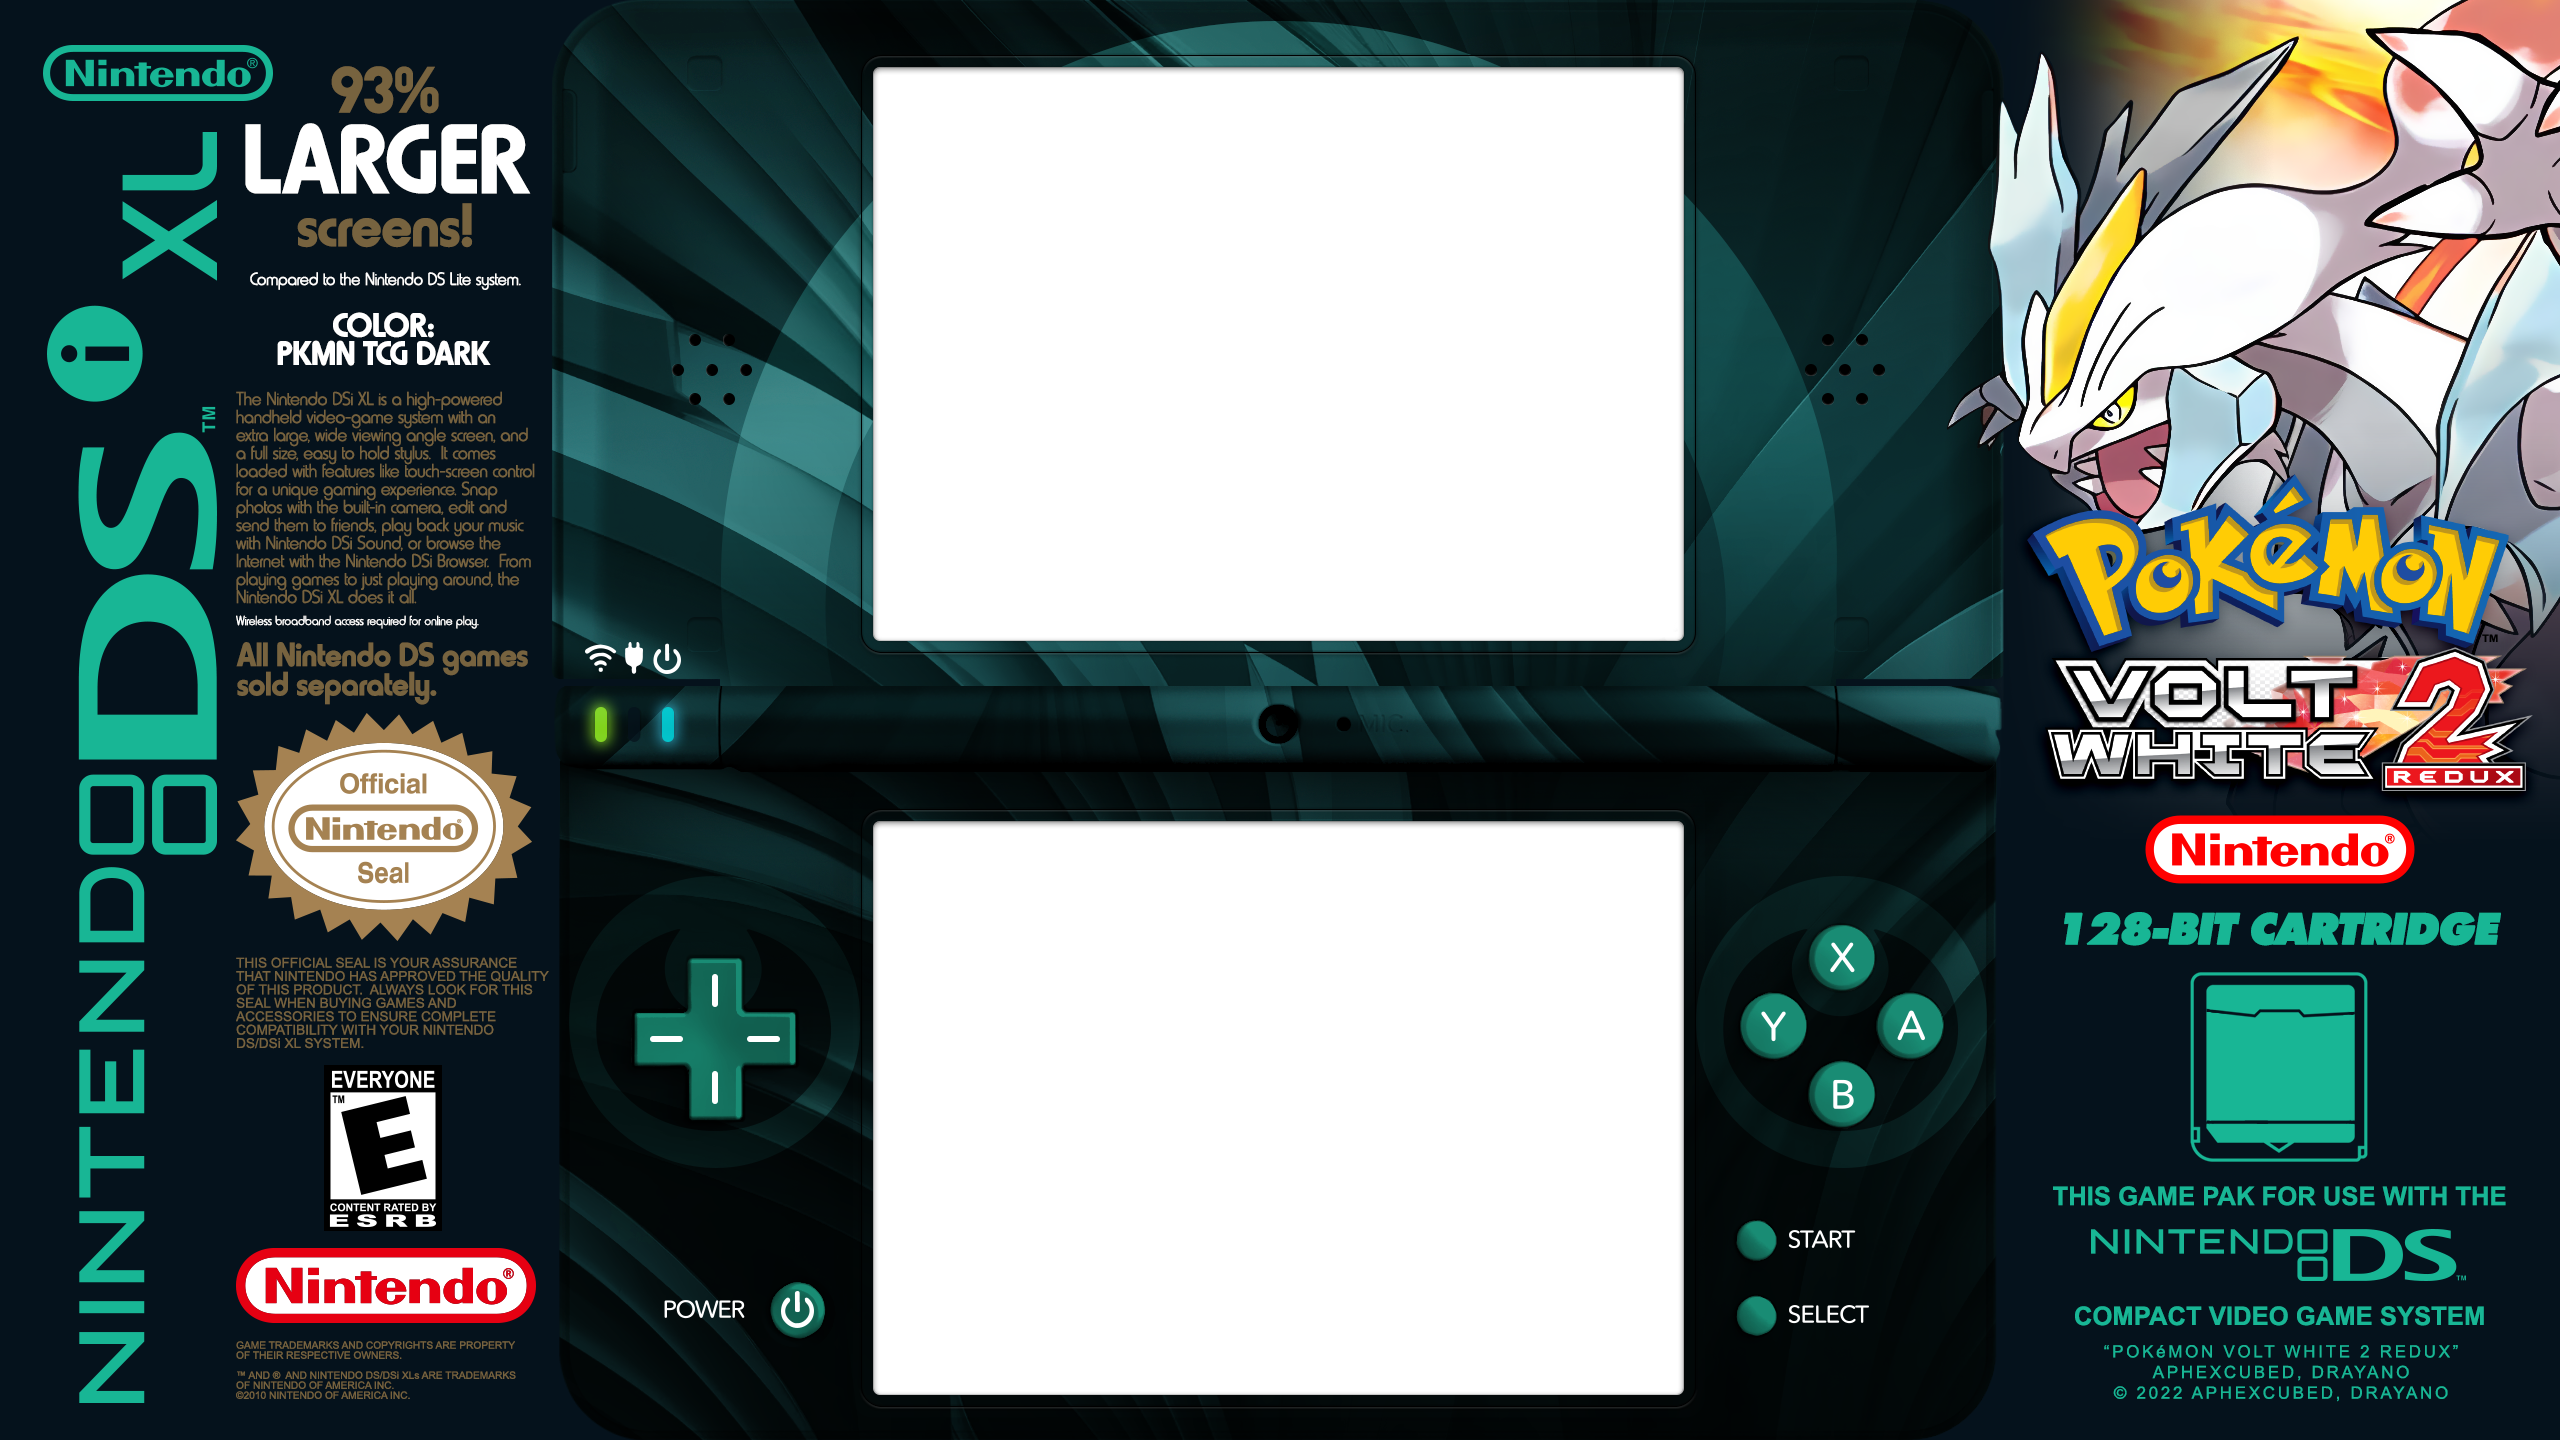 Nintendo®
NINTENDO DSi XL™
93%
LARGER
screens!
Compared to the Nintendo DS Lite system.
COLOR:
PKMN TCG DARK
The Nintendo DSi XL is a high-powered
handheld video-game system with an
extra large, wide viewing angle screen, and
a full size, easy to hold stylus. It comes
loaded with features like touch-screen control
for a unique gaming experience. Snap
photos with the built-in camera, edit and
send them to friends, play back your music
with Nintendo DSi Sound, or browse the
Internet with the Nintendo DSi Browser. From
playing games to just playing around, the
Nintendo DSi XL does it all.
Wireless broadband access required for online play.
All Nintendo DS games
sold separately.
Official
Nintendo®
Seal
THIS OFFICIAL SEAL IS YOUR ASSURANCE
THAT NINTENDO HAS APPROVED THE QUALITY
OF THIS PRODUCT. ALWAYS LOOK FOR THIS
SEAL WHEN BUYING GAMES AND
ACCESSORIES TO ENSURE COMPLETE
COMPATIBILITY WITH YOUR NINTENDO
DS/DSi XL SYSTEM.
EVERYONE
™
E
CONTENT RATED BY
ESRB
Nintendo®
GAME TRADEMARKS AND COPYRIGHTS ARE PROPERTY
OF THEIR RESPECTIVE OWNERS.
™ AND ® AND NINTENDO DS/DSi XLs ARE TRADEMARKS
OF NINTENDO OF AMERICA INC.
©2010 NINTENDO OF AMERICA INC.
MIC.
X
Y
A
B
START
SELECT
POWER
POKéMON™
VOLT
WHITE 2
REDUX
Nintendo®
128-BIT CARTRIDGE
THIS GAME PAK FOR USE WITH THE
NINTENDO DS™
COMPACT VIDEO GAME SYSTEM
“POKéMON VOLT WHITE 2 REDUX”
APHEXCUBED, DRAYANO
© 2022 APHEXCUBED, DRAYANO